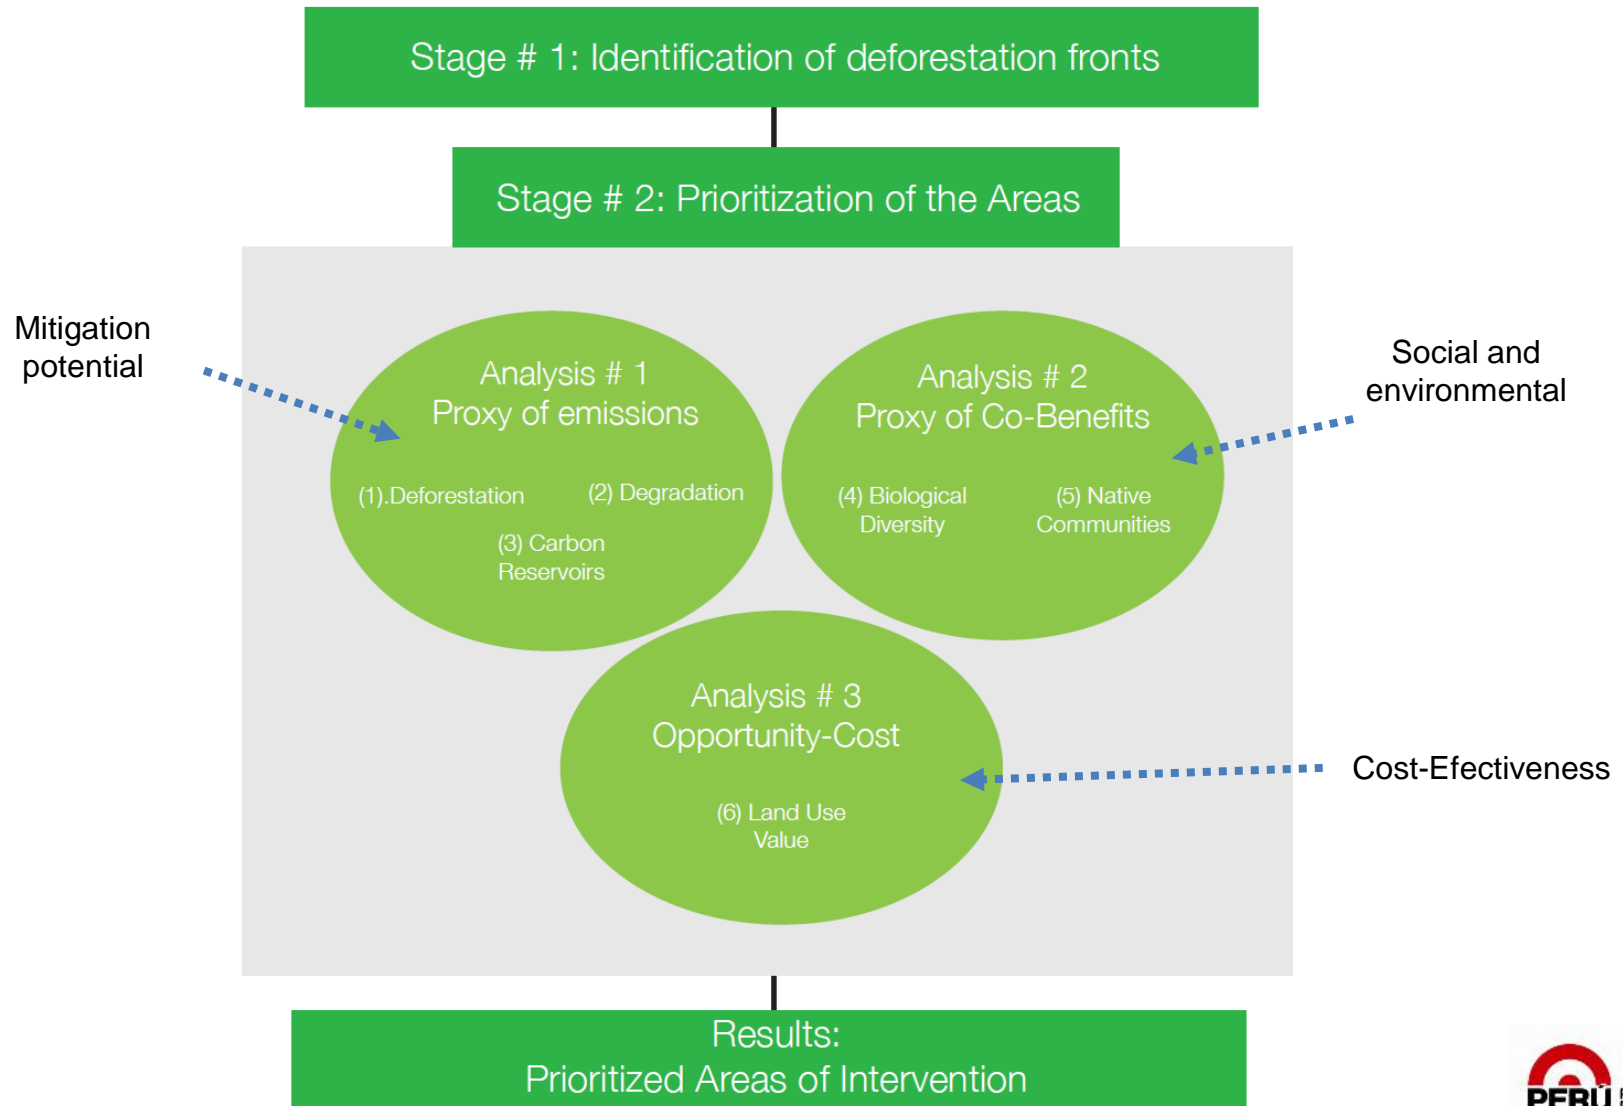 Stage # 1: Identification of deforestation fronts
Stage # 2: Prioritization of the Areas
Mitigation
potential
Analysis # 1
Proxy of emissions
(1).Deforestation
(2) Degradation
(3) Carbon
Reservoirs
Analysis # 2
Proxy of Co-Benefits
(4) Biological
Diversity
(5) Native
Communities
Social and
environmental
Analysis # 3
Opportunity-Cost
(6) Land Use
Value
Cost-Efectiveness
Results:
Prioritized Areas of Intervention
PERÚ